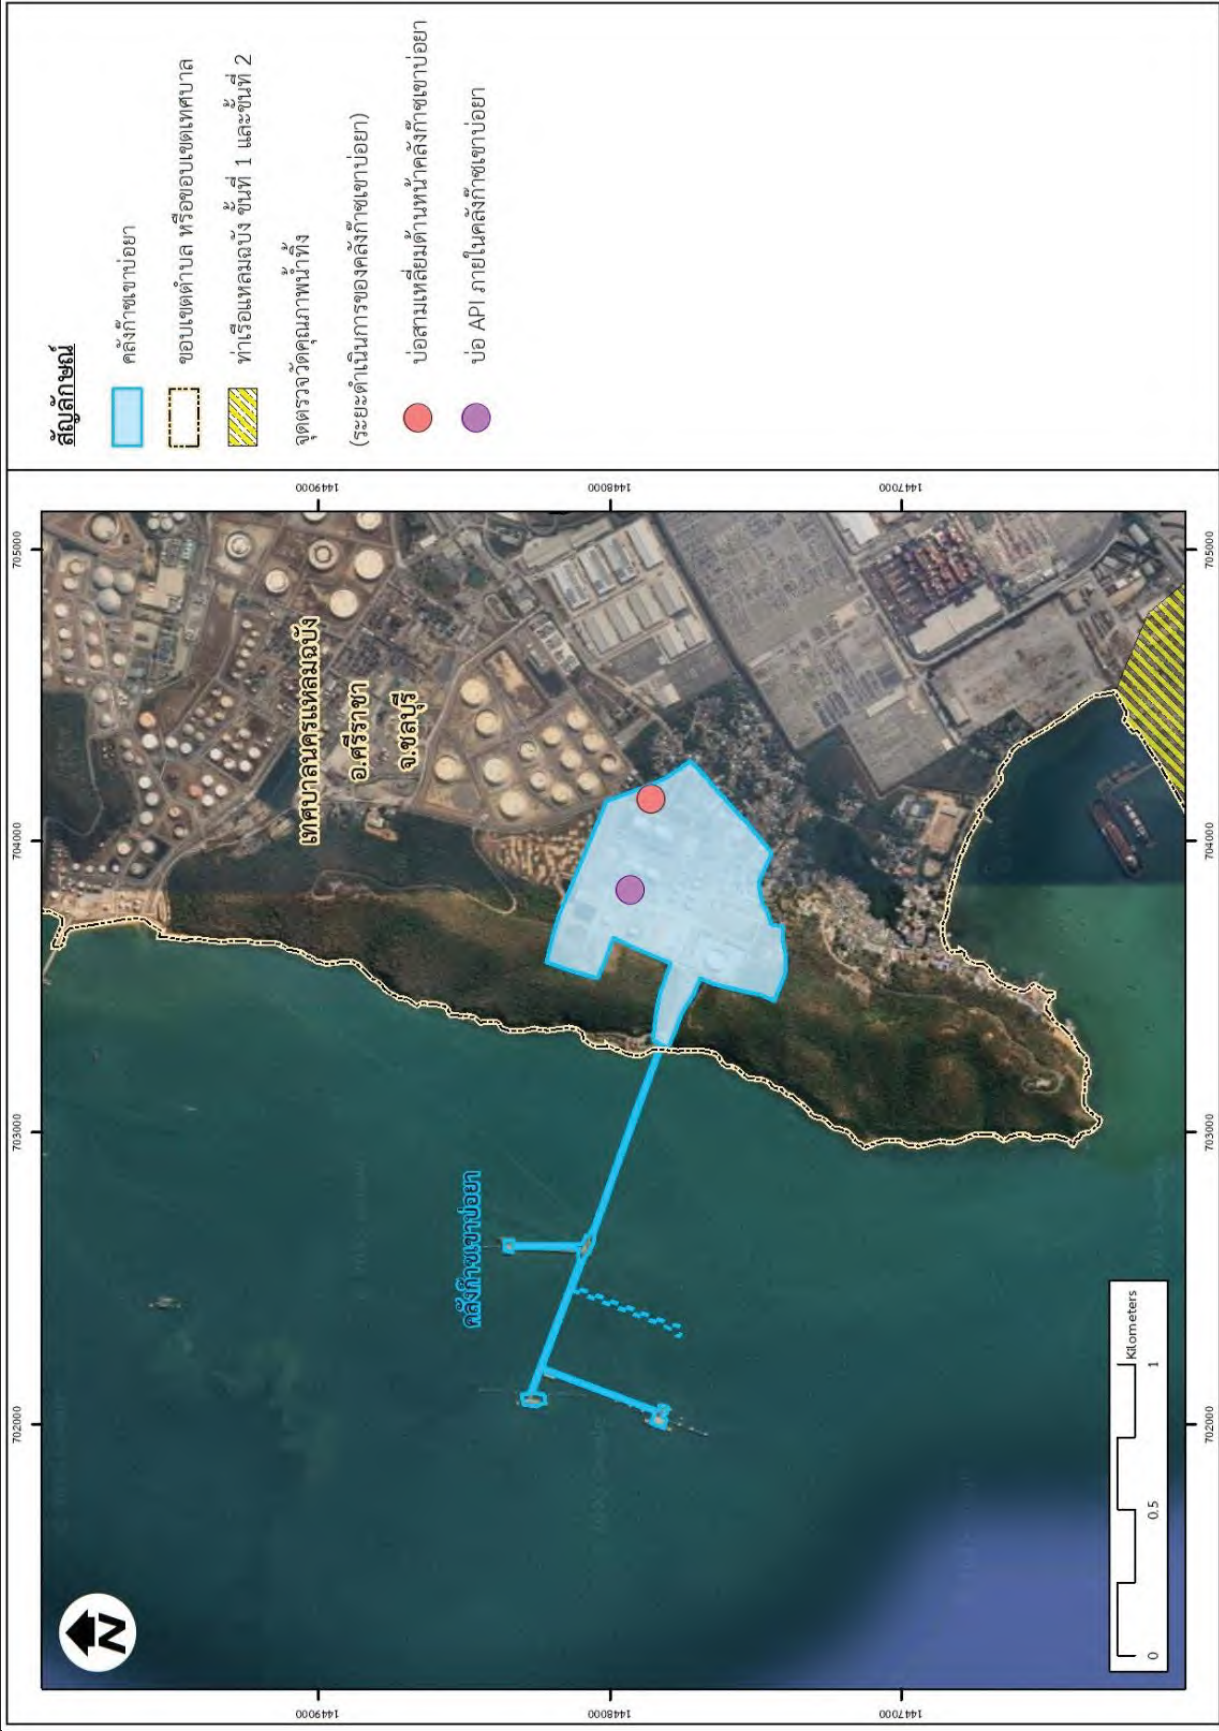 สัญลักษณ์
คลังก๊าซเขาบ่อยา
ขอบเขตตำบล หรือขอบเขตเทศบาล
ท่าเรือแหลมฉบัง ขั้นที่ 1 และขั้นที่ 2
จุดตรวจวัดคุณภาพน้ำทิ้ง
(ระยะดำเนินการของคลังก๊าซเขาบ่อยา)
บ่อสามเหลี่ยมด้านหน้าคลังก๊าซเขาบ่อยา
บ่อ API ภายในคลังก๊าซเขาบ่อยา
702000
703000
704000
705000
1449000
1448000
1447000
เทศบาลนครแหลมฉบัง
อ.ศรีราชา
จ.ชลบุรี
คลังก๊าซเขาบ่อยา
N
0 0.5 1
Kilometers
1449000
1448000
1447000
702000
703000
704000
705000